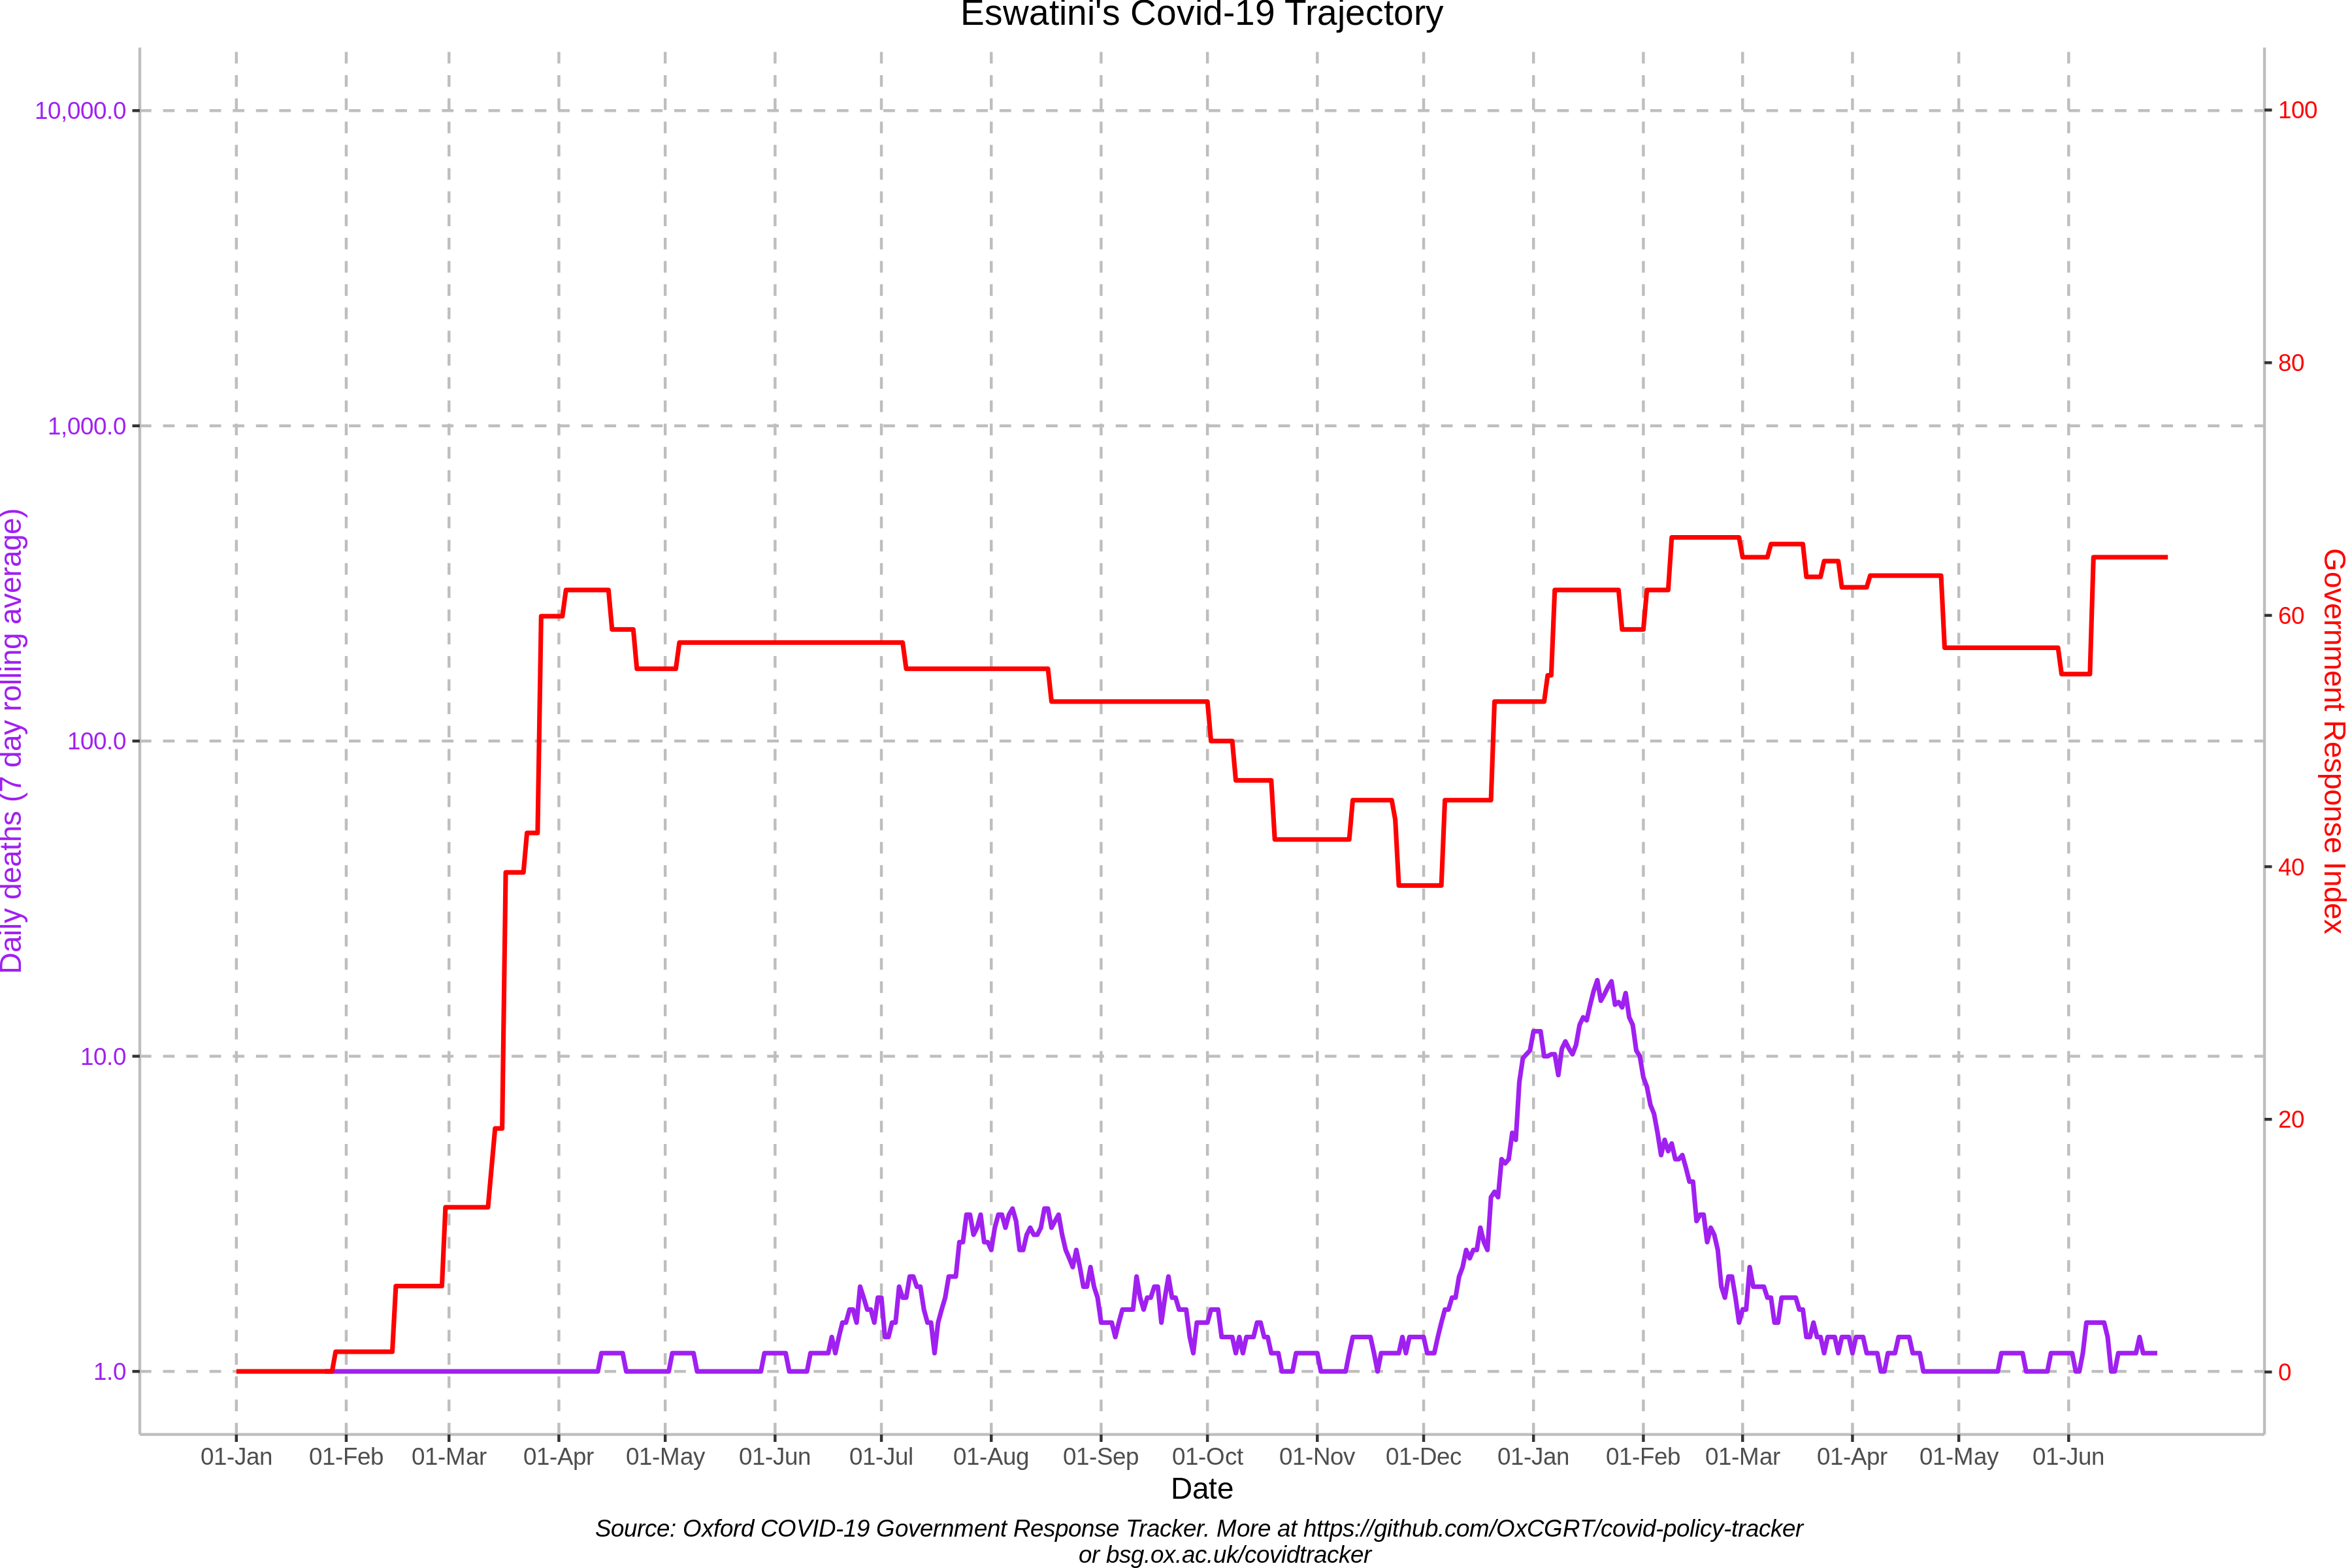 Eswatini's Covid-19 Trajectory
10,000.0
1,000.0
100.0
10.0
1.0
Daily deaths (7 day rolling average)
100
80
60
40
20
0
Government Response Index
01-Jan 01-Feb 01-Mar 01-Apr 01-May 01-Jun 01-Jul 01-Aug 01-Sep 01-Oct 01-Nov 01-Dec 01-Jan 01-Feb 01-Mar 01-Apr 01-May 01-Jun
Date
Source: Oxford COVID-19 Government Response Tracker. More at https://github.com/OxCGRT/covid-policy-tracker
or bsg.ox.ac.uk/covidtracker